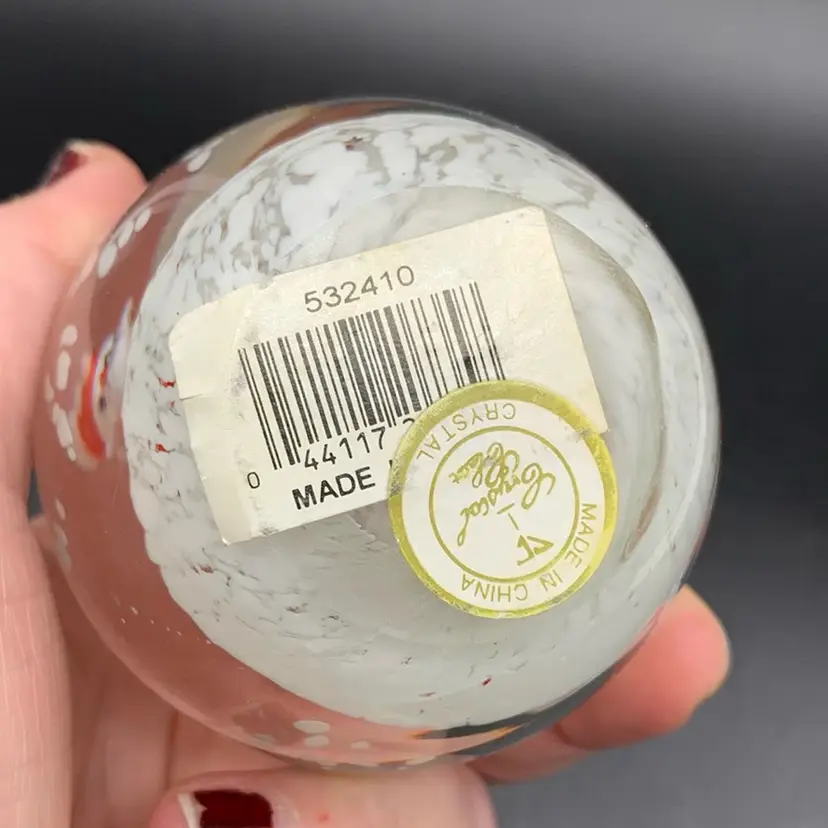 532410
0 44117
MADE
CRYSTAL
Crystal
Clear
MADE IN CHINA